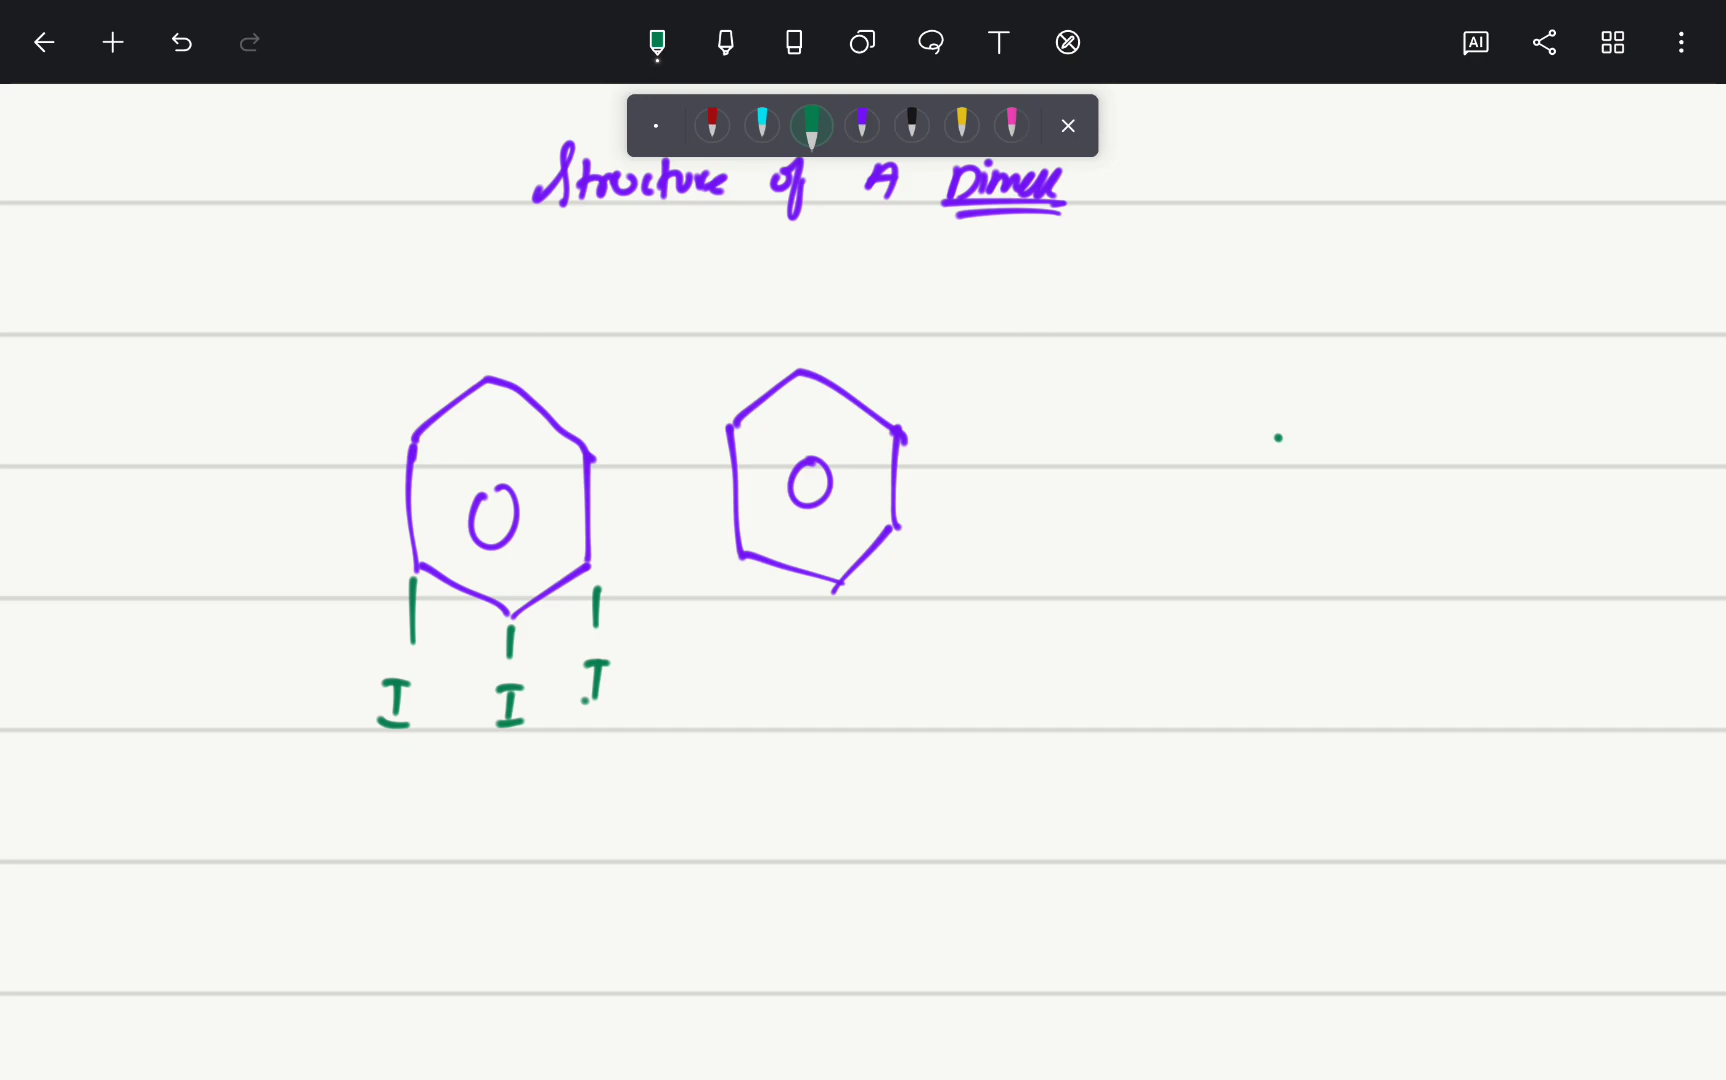 Structure of A Dimer
O O
I I I